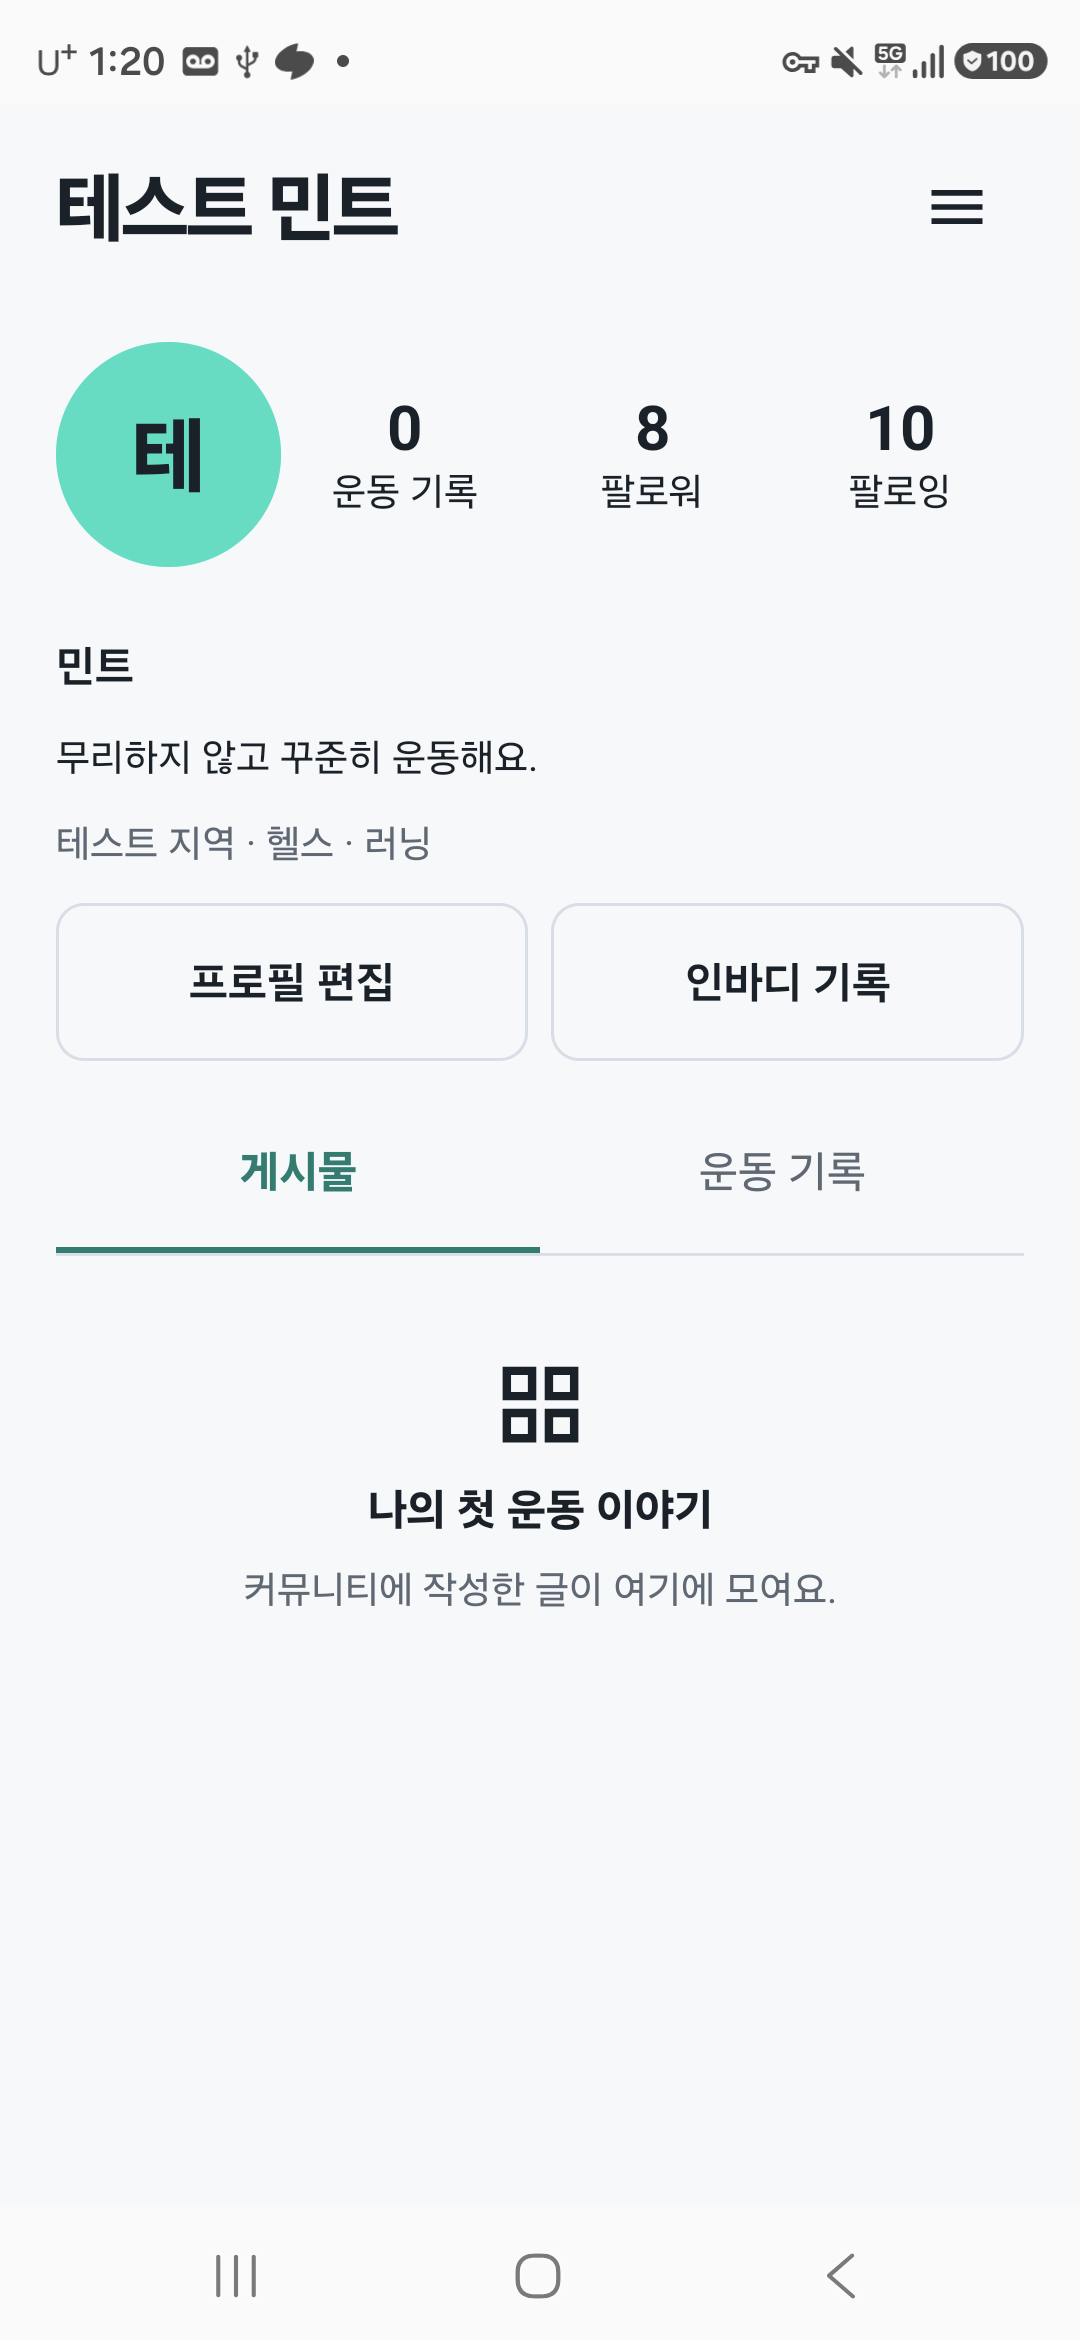 U+ 1:20 5G 100
테스트 민트
테
0 8 10
운동 기록 팔로워 팔로잉
민트
무리하지 않고 꾸준히 운동해요.
테스트 지역 · 헬스 · 러닝
프로필 편집 인바디 기록
게시물 운동 기록
나의 첫 운동 이야기
커뮤니티에 작성한 글이 여기에 모여요.